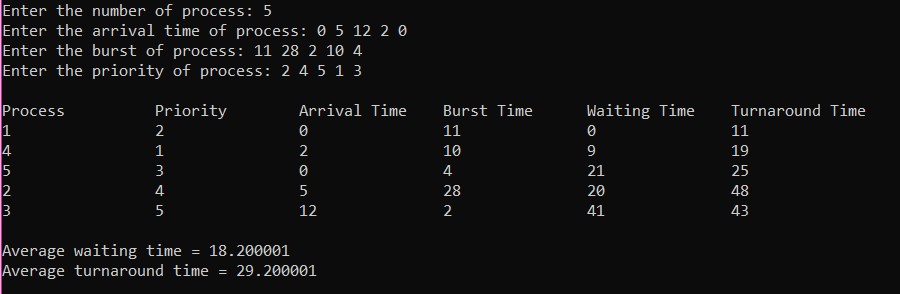 Enter the number of process: 5
Enter the arrival time of process: 0 5 12 2 0
Enter the burst of process: 11 28 2 10 4
Enter the priority of process: 2 4 5 1 3
Process Priority Arrival Time Burst Time Waiting Time Turnaround Time
1 2 0 11 0 11
4 1 2 10 9 19
5 3 0 4 21 25
2 4 5 28 20 48
3 5 12 2 41 43
Average waiting time = 18.200001
Average turnaround time = 29.200001